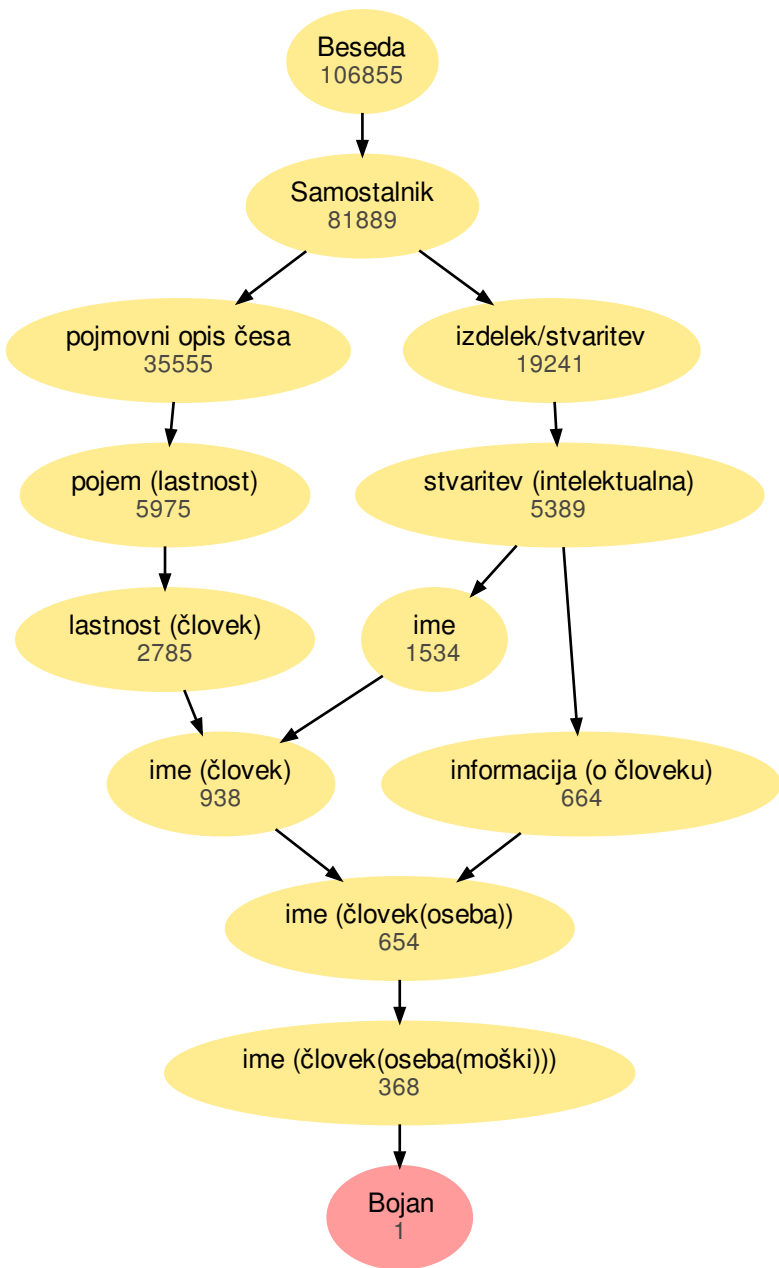 Beseda
106855
Samostalnik
81889
pojmovni opis česa
35555
izdelek/stvaritev
19241
pojem (lastnost)
5975
stvaritev (intelektualna)
5389
lastnost (človek)
2785
ime
1534
ime (človek)
938
informacija (o človeku)
664
ime (človek(oseba))
654
ime (človek(oseba(moški)))
368
Bojan
1